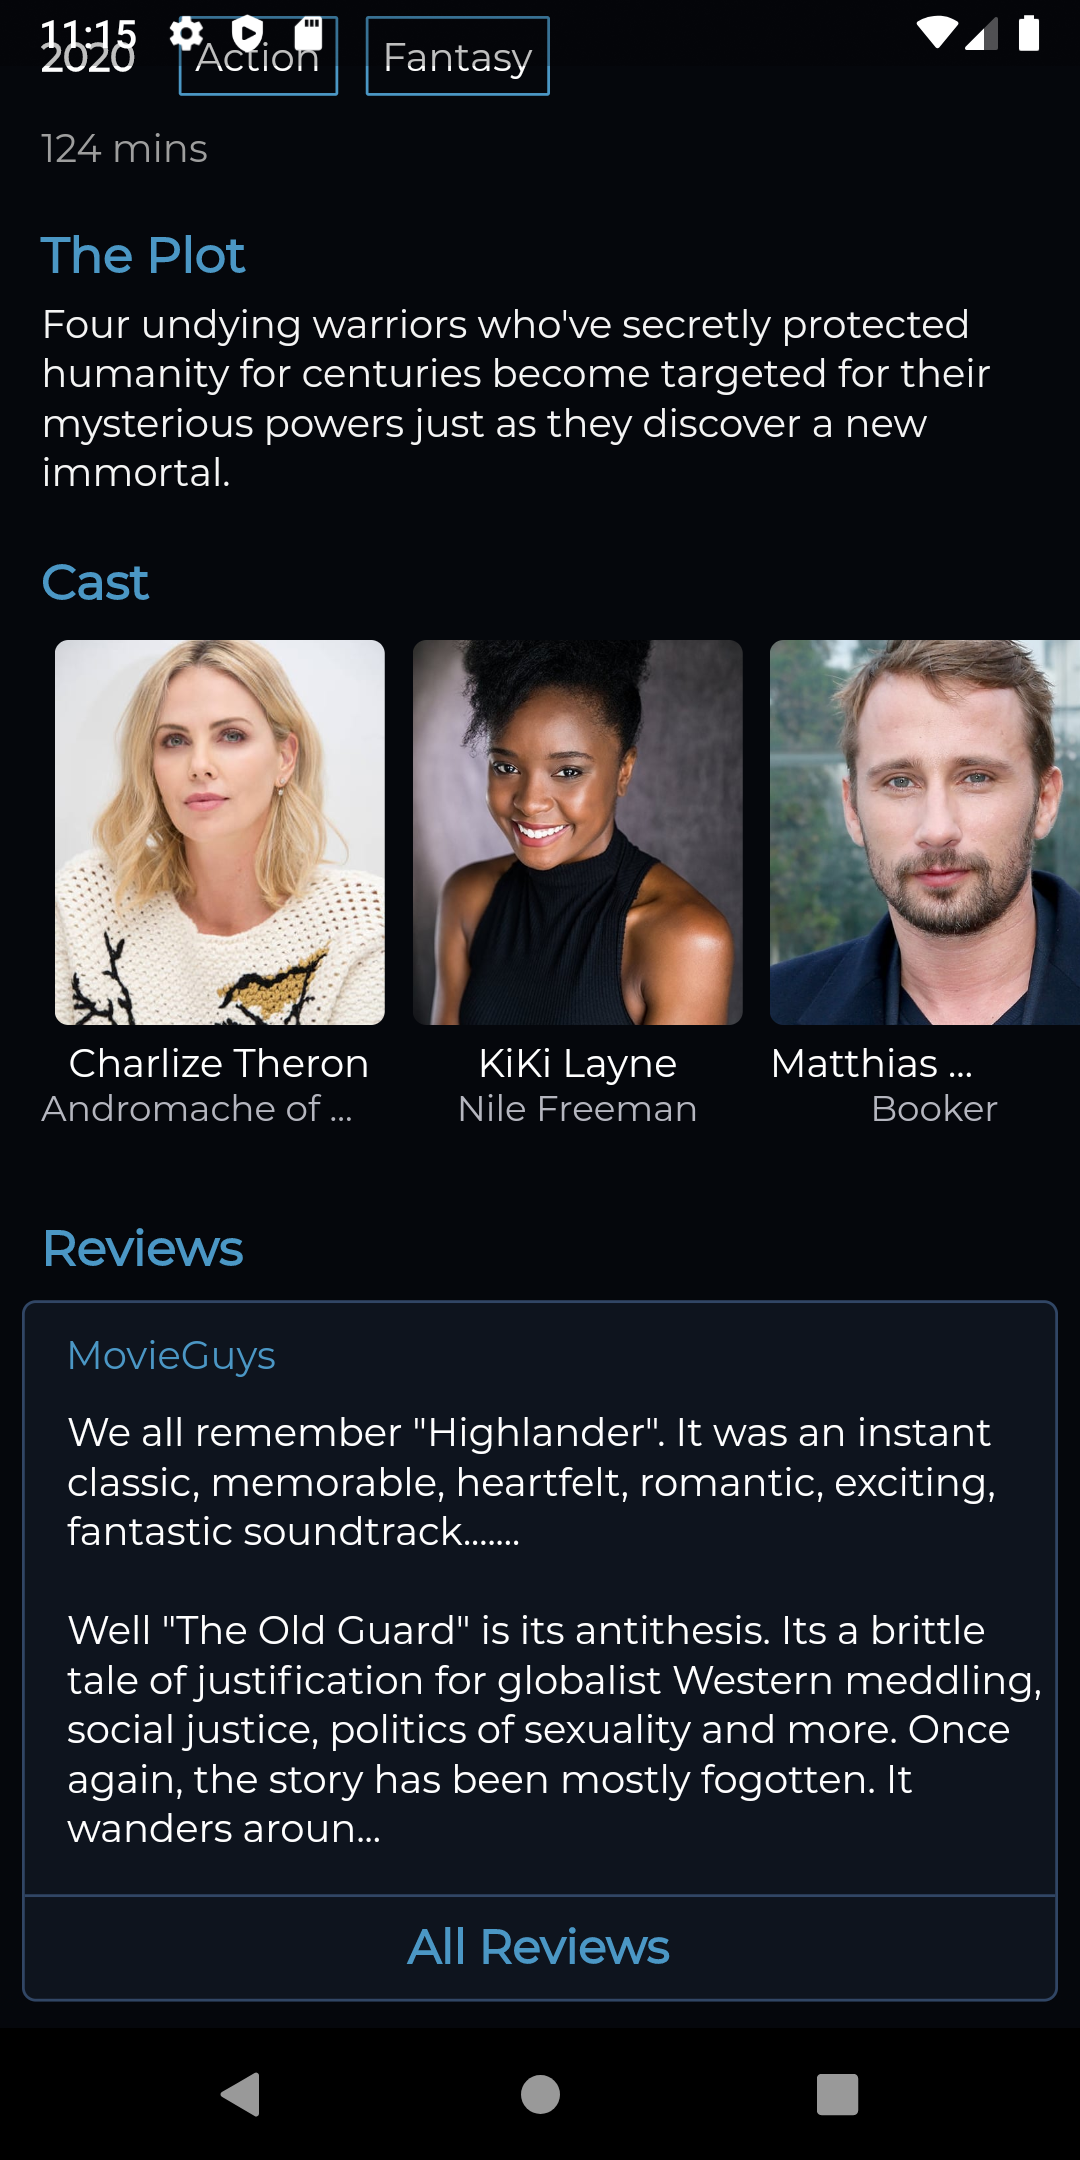 11:15
2020 Action Fantasy
124 mins
The Plot
Four undying warriors who've secretly protected
humanity for centuries become targeted for their
mysterious powers just as they discover a new
immortal.
Cast
Charlize Theron KiKi Layne Matthias ...
Andromache of ... Nile Freeman Booker
Reviews
MovieGuys
We all remember "Highlander". It was an instant
classic, memorable, heartfelt, romantic, exciting,
fantastic soundtrack.......
Well "The Old Guard" is its antithesis. Its a brittle
tale of justification for globalist Western meddling,
social justice, politics of sexuality and more. Once
again, the story has been mostly fogotten. It
wanders aroun...
All Reviews